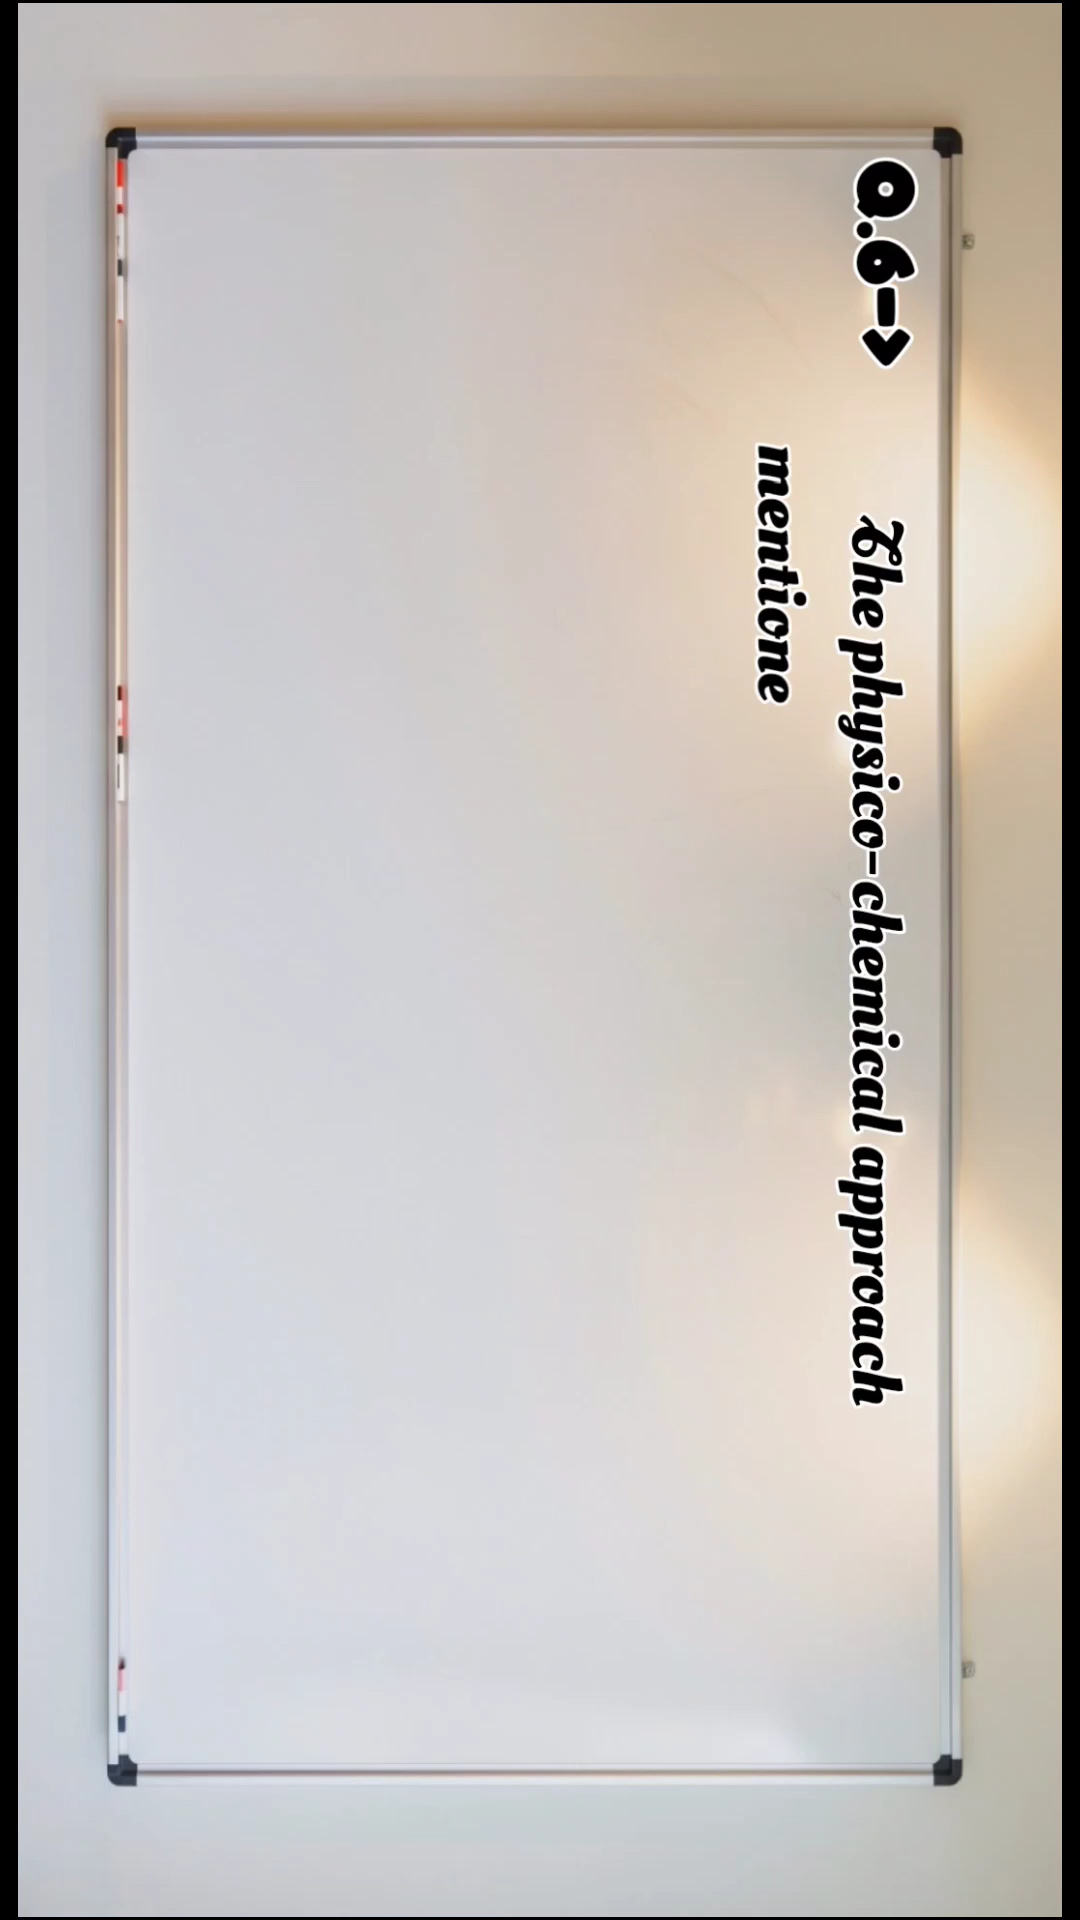 Q.6→
The physico-chemical approach
mentione